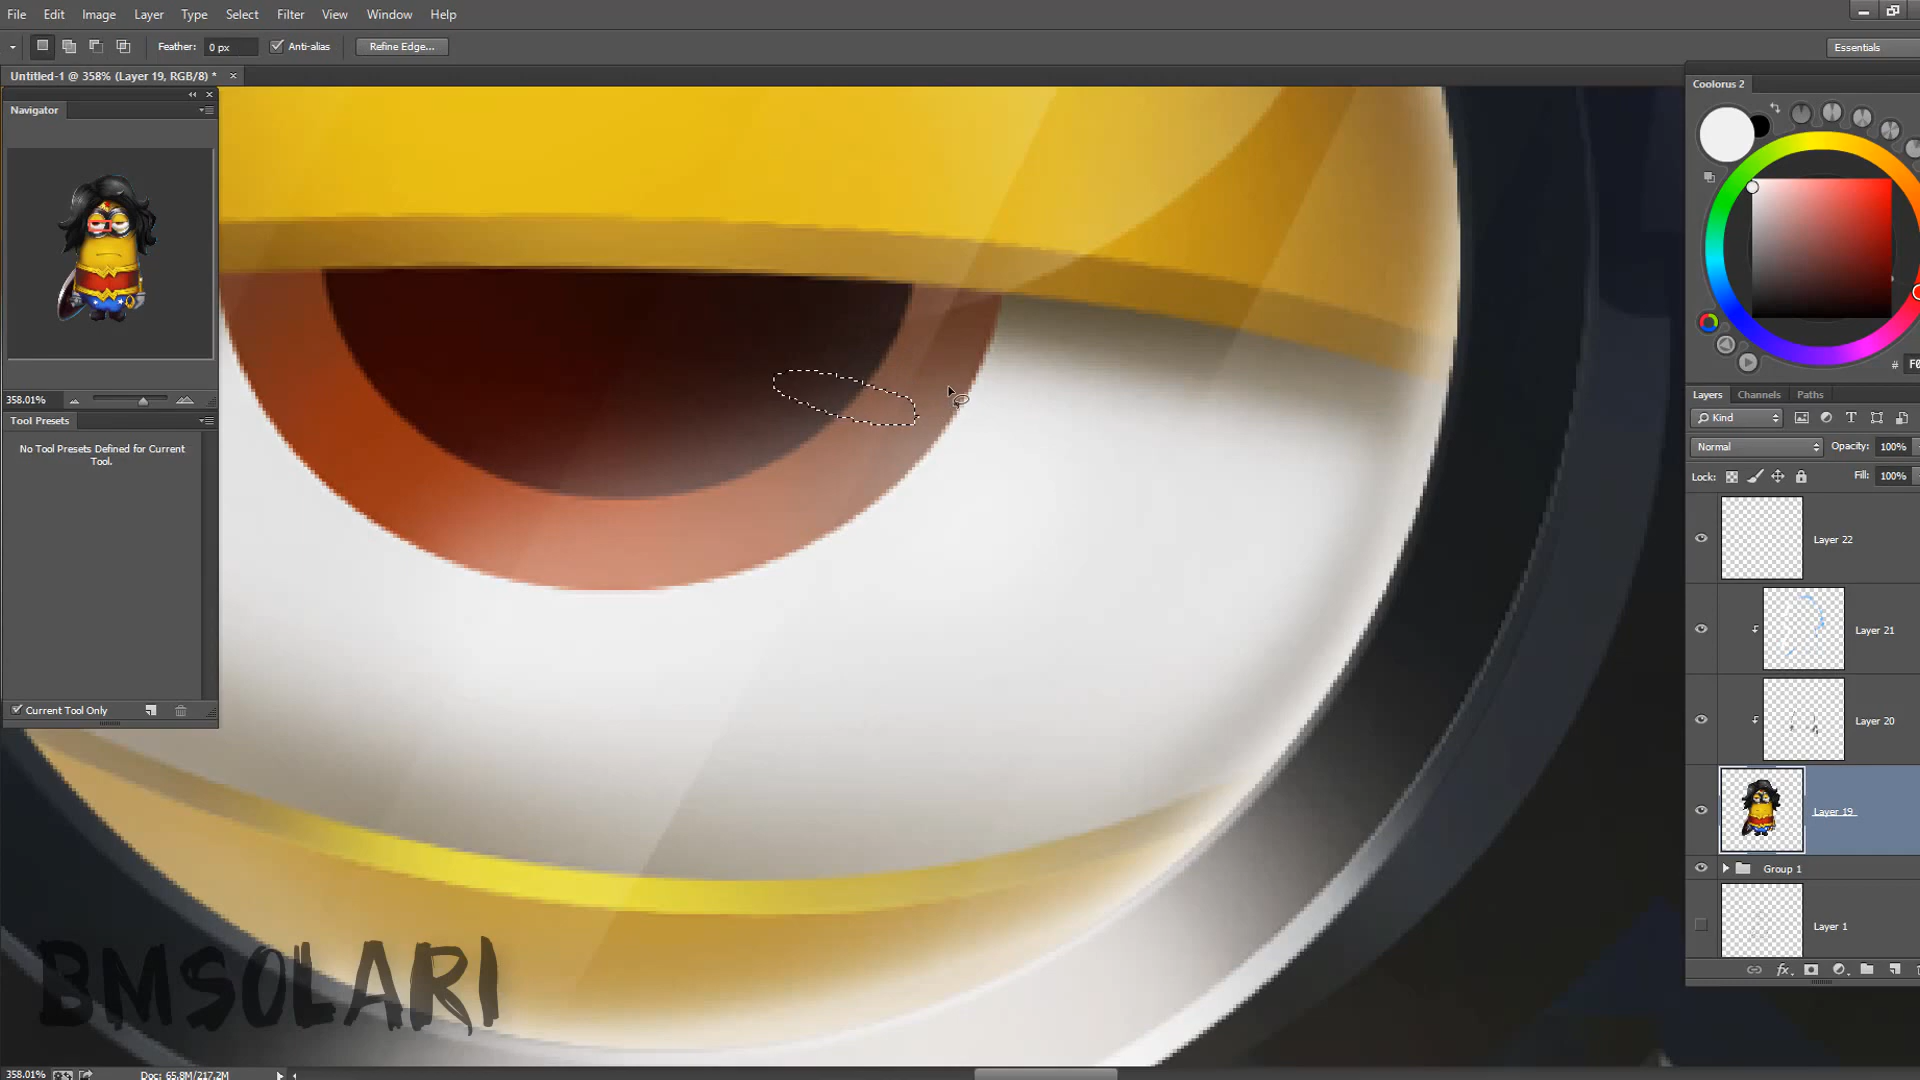 File Edit Image Layer Type Select Filter View Window Help
Feather: 0 px Anti-alias Refine Edge... Essentials
Untitled-1 @ 358% (Layer 19, RGB/8) * ×
Navigator
358.01%
Tool Presets
No Tool Presets Defined for Current
Tool.
Current Tool Only
BMSOLARI
358.01% Doc: 65.8M/217.2M
Coolorus 2
# F0
Layers Channels Paths
Kind
Normal Opacity: 100%
Lock: Fill: 100%
Layer 22
Layer 21
Layer 20
Layer 19
Group 1
Layer 1
fx